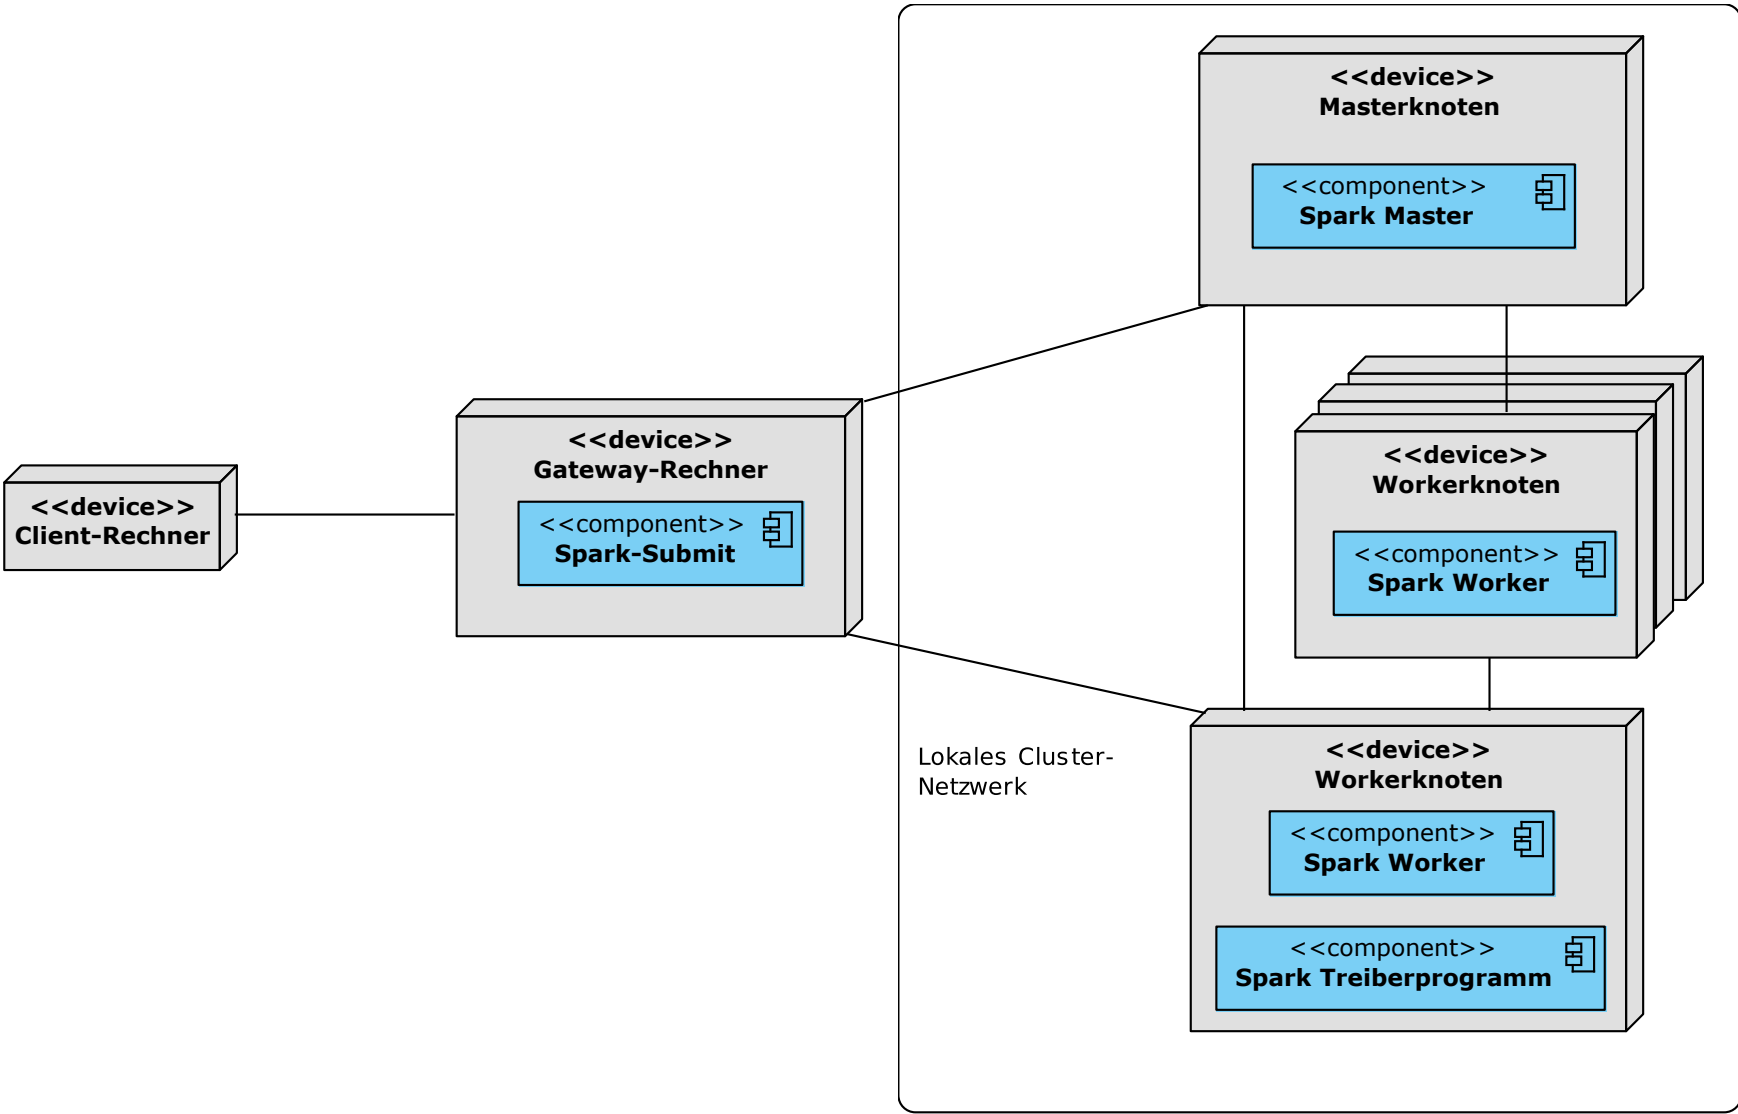 <<device>>
Masterknoten
<<component>>
Spark Master
<<device>>
Client-Rechner
<<device>>
Gateway-Rechner
<<component>>
Spark-Submit
<<device>>
Workerknoten
<<component>>
Spark Worker
Lokales Cluster-
Netzwerk
<<device>>
Workerknoten
<<component>>
Spark Worker
<<component>>
Spark Treiberprogramm